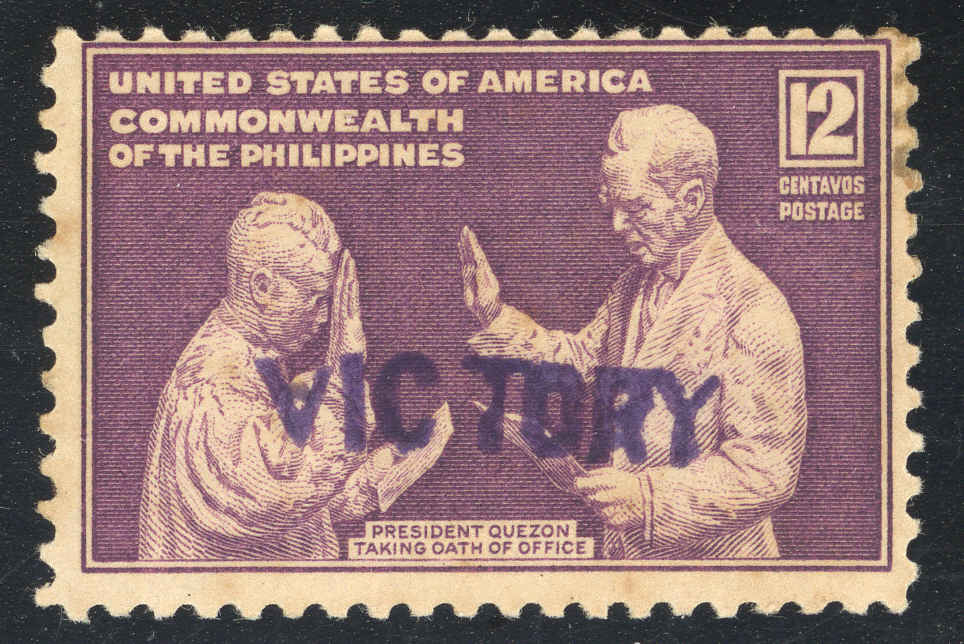 UNITED STATES OF AMERICA
COMMONWEALTH
OF THE PHILIPPINES
12
CENTAVOS
POSTAGE
VICTORY
PRESIDENT QUEZON
TAKING OATH OF OFFICE